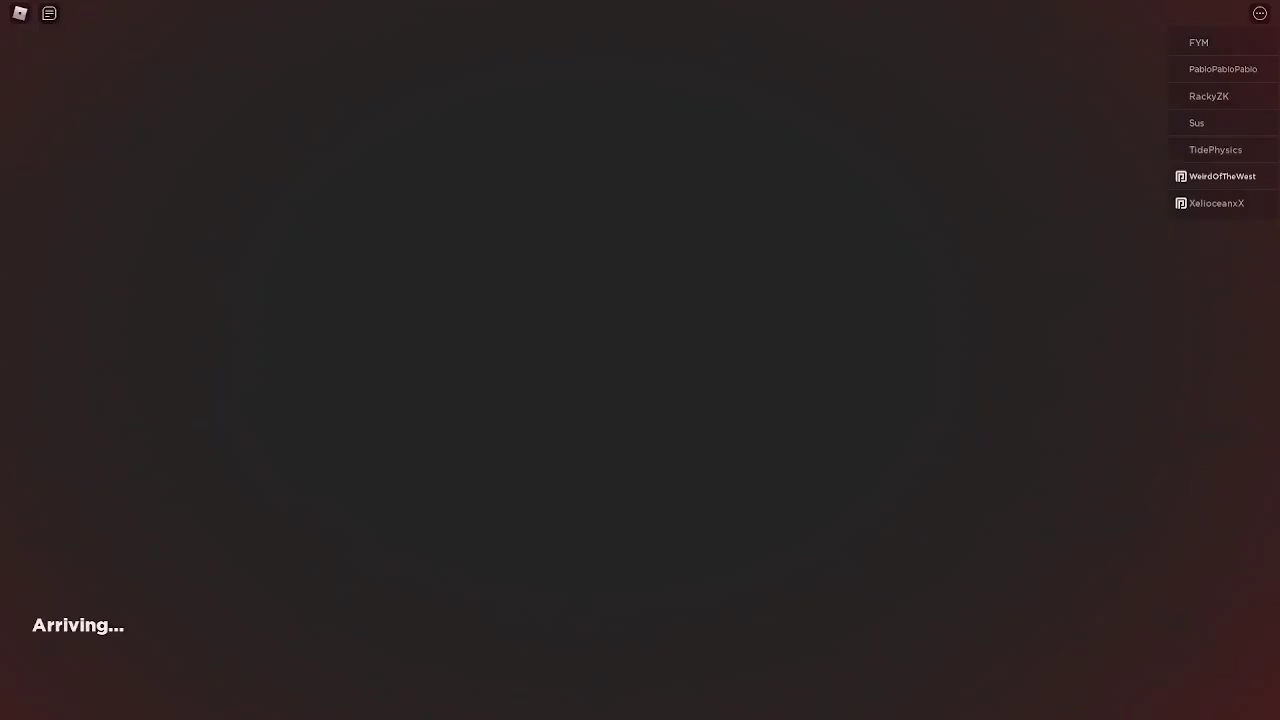 FYM
PabloPabloPablo
RackyZK
Sus
TidePhysics
WeirdOfTheWest
XelioceanxX
Arriving...